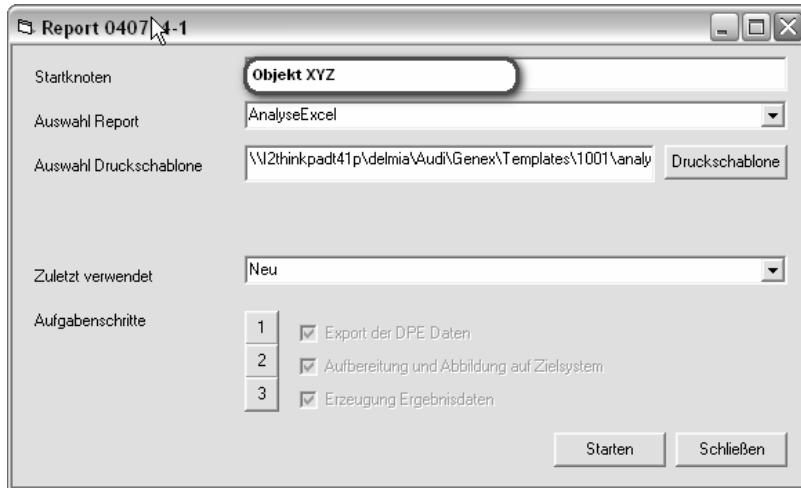 Report 0407 4-1
Startknoten
Objekt XYZ
Auswahl Report
AnalyseExcel
Auswahl Druckschablone
\\l2thinkpadt41p\delmia\Audi\Genex\Templates\1001\analy
Druckschablone
Zuletzt verwendet
Neu
Aufgabenschritte
1 Export der DPE Daten
2 Aufbereitung und Abbildung auf Zielsystem
3 Erzeugung Ergebnisdaten
Starten Schließen